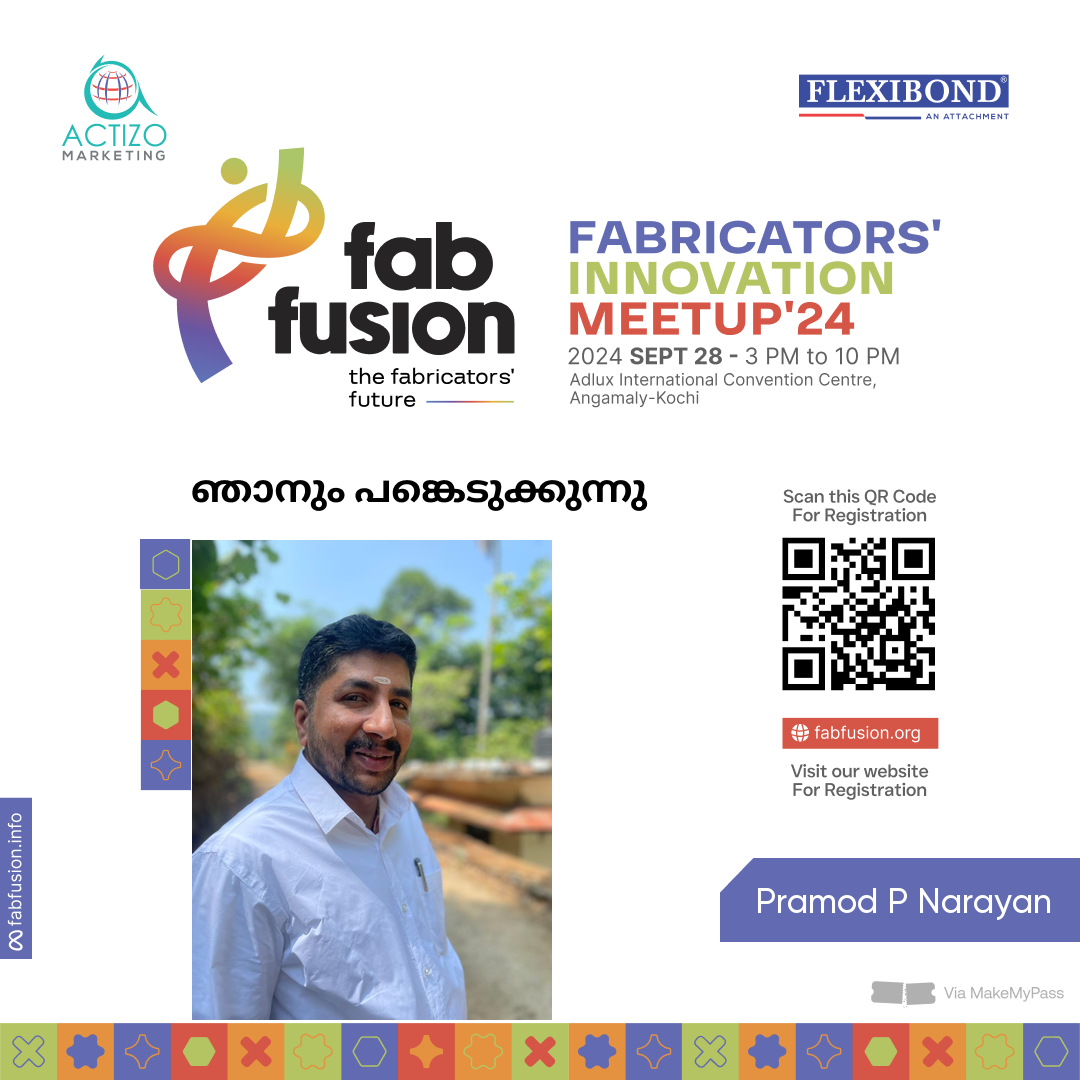 ACTIZO
MARKETING
FLEXIBOND®
AN ATTACHMENT
fab
fusion
the fabricators'
future
FABRICATORS'
INNOVATION
MEETUP'24
2024 SEPT 28 - 3 PM to 10 PM
Adlux International Convention Centre,
Angamaly-Kochi
ഞാനും പങ്കെടുക്കുന്നു
Scan this QR Code
For Registration
fabfusion.org
Visit our website
For Registration
fabfusion.info
Pramod P Narayan
Via MakeMyPass